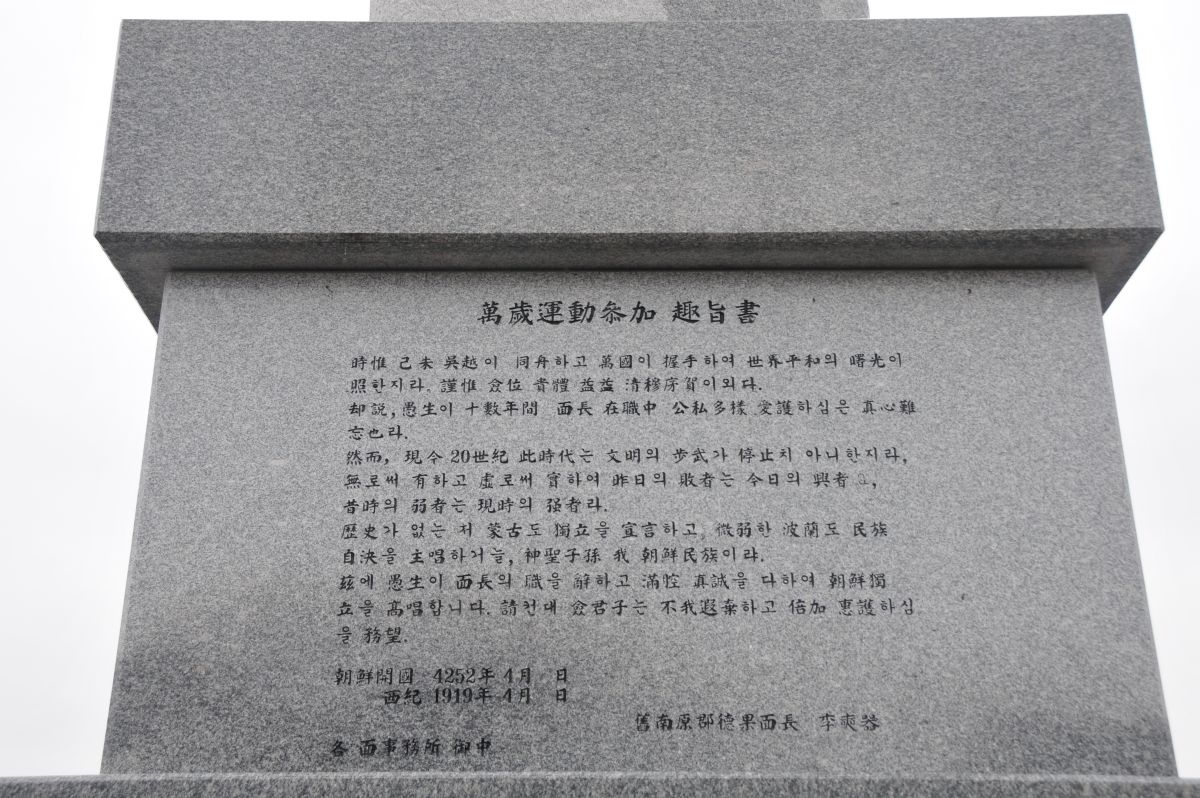 萬歲運動參加 趣旨書
時惟 己未 吳越이 同舟하고 萬國이 握手하여 世界平和의 曙光이
照한지라. 謹惟 僉位 貴體 益益 清穆庌賀이외다.
却説, 愚生이 十數年間 面長 在職中 公私多樣 愛護하심은 真心難
忘也라.
然而, 現今 20世紀 此時代는 文明의 步武가 停止치 아니한지라,
無로써 有하고 虛로써 實하여 昨日의 敗者는 今日의 興者요,
昔時의 弱者는 現時의 强者라.
歷史가 없는 저 蒙古도 獨立을 宣言하고, 微弱한 波蘭도 民族
自決을 主唱하거늘, 神聖子孫 我 朝鮮民族이랴.
玆에 愚生이 面長의 職을 辭하고 滿腔 真誠을 다하여 朝鮮獨
立을 高唱합니다. 請컨대 僉君子는 不我遐棄하고 倍加 惠護하심
을 務望.
朝鮮開國 4252年 4月 日
西紀 1919年 4月 日
舊南原郡德果面長 李奭器
各 面事務所 御中